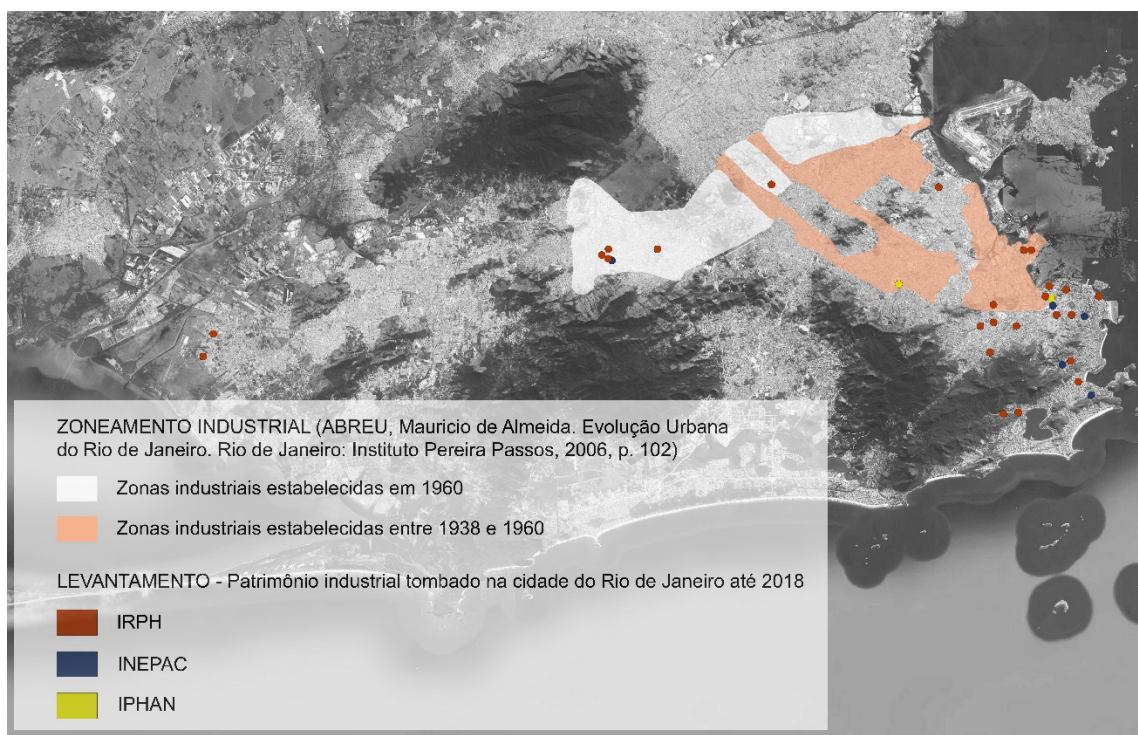 ZONEAMENTO INDUSTRIAL (ABREU, Mauricio de Almeida. Evolução Urbana
do Rio de Janeiro. Rio de Janeiro: Instituto Pereira Passos, 2006, p. 102)
Zonas industriais estabelecidas em 1960
Zonas industriais estabelecidas entre 1938 e 1960
LEVANTAMENTO - Patrimônio industrial tombado na cidade do Rio de Janeiro até 2018
IRPH
INEPAC
IPHAN